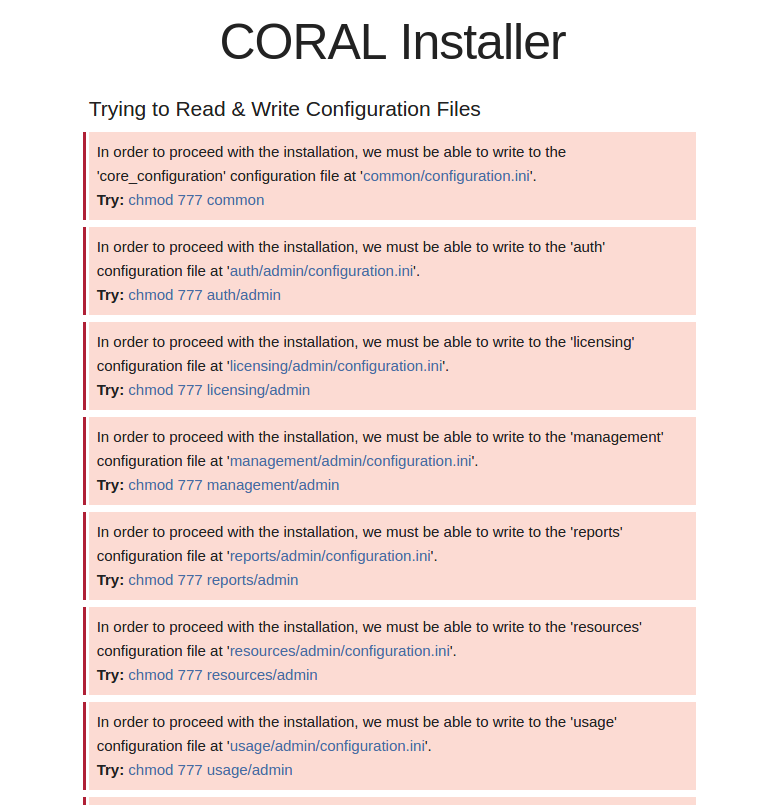 CORAL Installer
Trying to Read & Write Configuration Files
In order to proceed with the installation, we must be able to write to the
'core_configuration' configuration file at 'common/configuration.ini'.
Try: chmod 777 common
In order to proceed with the installation, we must be able to write to the 'auth'
configuration file at 'auth/admin/configuration.ini'.
Try: chmod 777 auth/admin
In order to proceed with the installation, we must be able to write to the 'licensing'
configuration file at 'licensing/admin/configuration.ini'.
Try: chmod 777 licensing/admin
In order to proceed with the installation, we must be able to write to the 'management'
configuration file at 'management/admin/configuration.ini'.
Try: chmod 777 management/admin
In order to proceed with the installation, we must be able to write to the 'reports'
configuration file at 'reports/admin/configuration.ini'.
Try: chmod 777 reports/admin
In order to proceed with the installation, we must be able to write to the 'resources'
configuration file at 'resources/admin/configuration.ini'.
Try: chmod 777 resources/admin
In order to proceed with the installation, we must be able to write to the 'usage'
configuration file at 'usage/admin/configuration.ini'.
Try: chmod 777 usage/admin